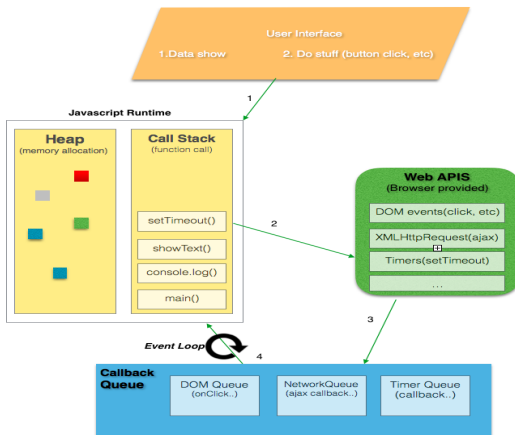 User Interface
1.Data show
2. Do stuff (button click, etc)
1
Javascript Runtime
Heap
(memory allocation)
Call Stack
(function call)
setTimeout()
showText()
console.log()
main()
2
Web APIS
(Browser provided)
DOM events(click, etc)
XMLHttpRequest(ajax)
Timers(setTimeout)
...
3
Event Loop
4
Callback
Queue
DOM Queue
(onClick..)
NetworkQueue
(ajax callback..)
Timer Queue
(callback..)